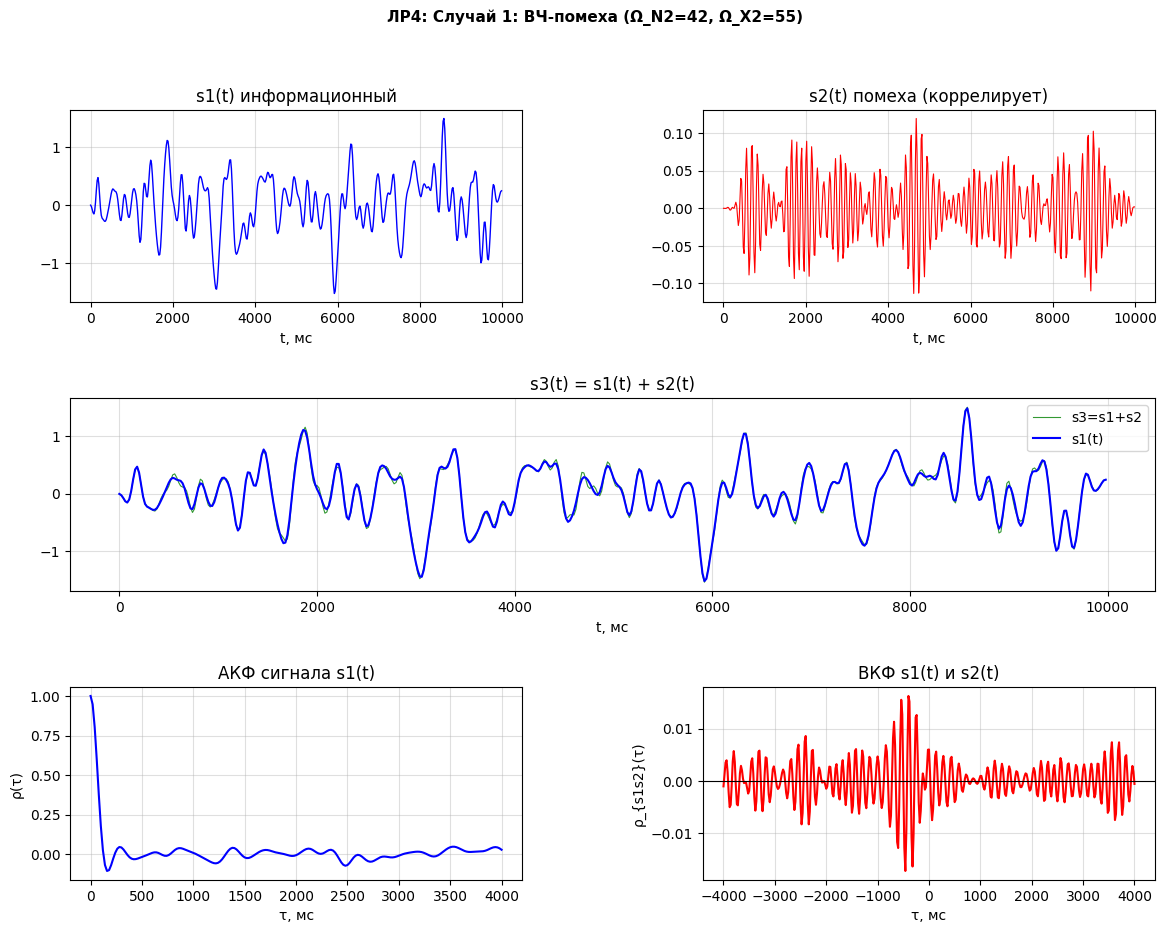 ЛР4: Случай 1: ВЧ-помеха (Ω_N2=42, Ω_X2=55)
s1(t) информационный
1
0
−1
0 2000 4000 6000 8000 10000
t, мс
s2(t) помеха (коррелирует)
0.10
0.05
0.00
−0.05
−0.10
0 2000 4000 6000 8000 10000
t, мс
s3(t) = s1(t) + s2(t)
s3=s1+s2
s1(t)
1
0
−1
0 2000 4000 6000 8000 10000
t, мс
АКФ сигнала s1(t)
ρ(τ)
1.00
0.75
0.50
0.25
0.00
0 500 1000 1500 2000 2500 3000 3500 4000
τ, мс
ВКФ s1(t) и s2(t)
ρ_{s1s2}(τ)
0.01
0.00
−0.01
−4000 −3000 −2000 −1000 0 1000 2000 3000 4000
τ, мс